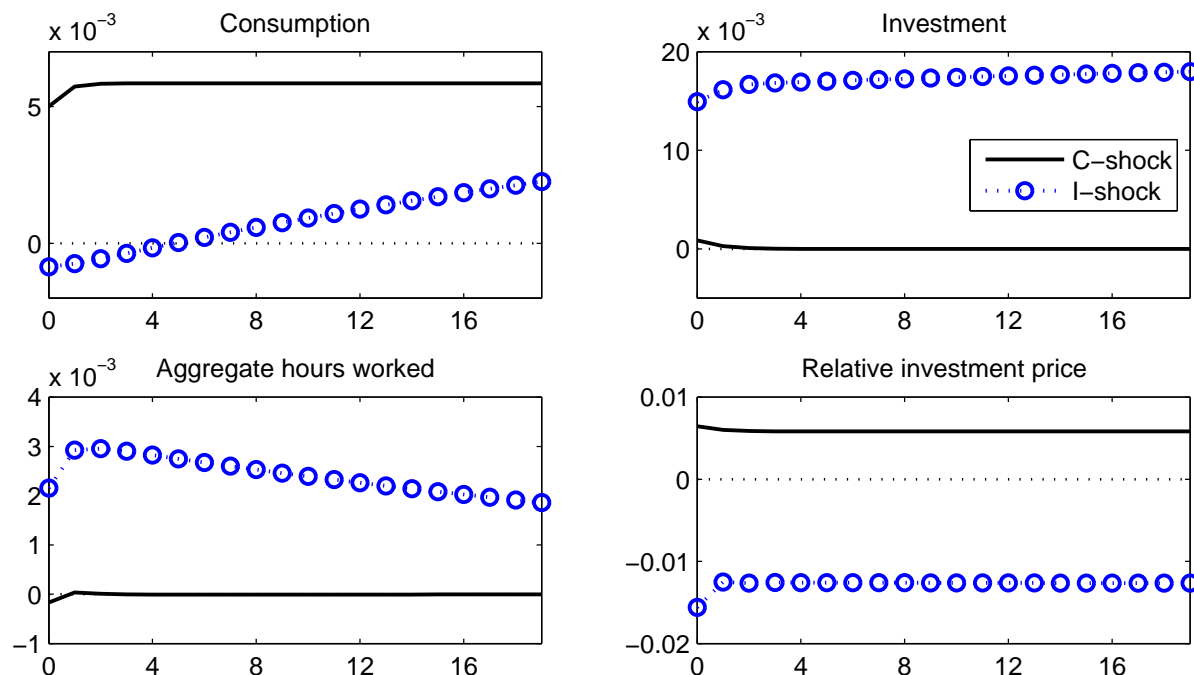 Consumption
x 10−3
5
0
0 4 8 12 16
Investment
x 10−3
20
10
0
0 4 8 12 16
C−shock
I−shock
Aggregate hours worked
x 10−3
4
3
2
1
0
−1
0 4 8 12 16
Relative investment price
0.01
0
−0.01
−0.02
0 4 8 12 16